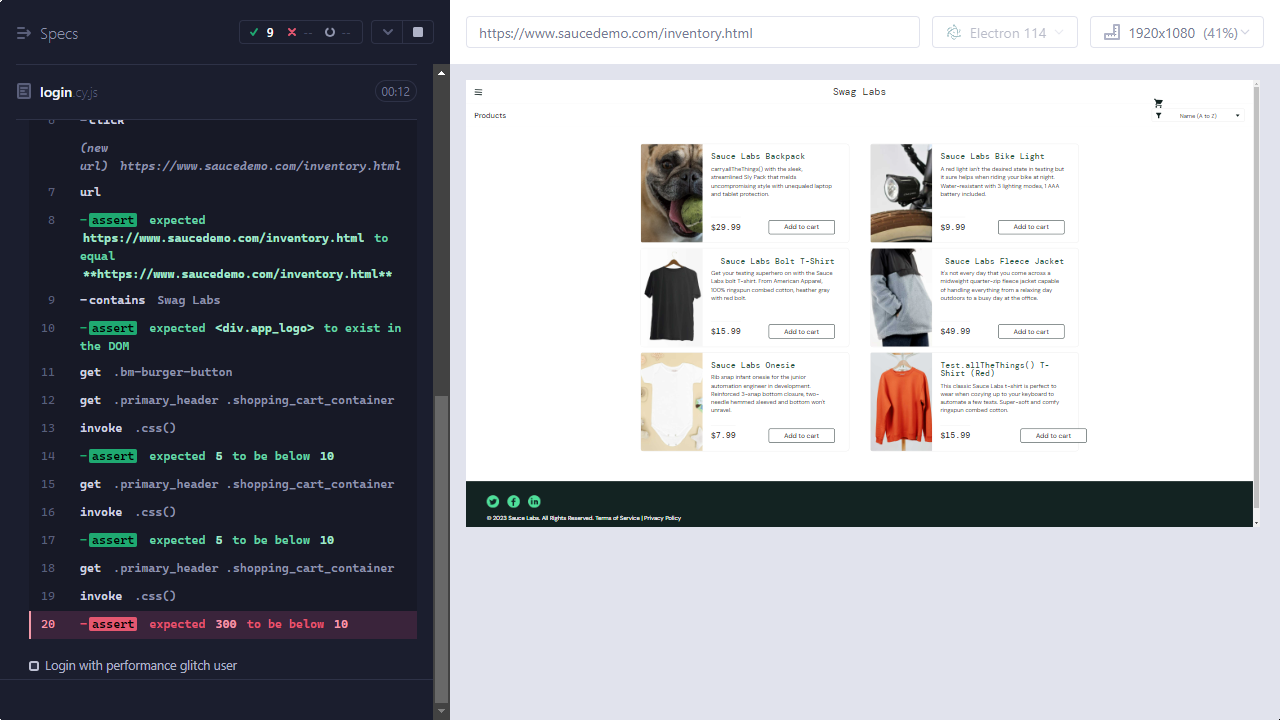 Specs
9
--
--
login.cy.js
00:12
6 -click
(new
url) https://www.saucedemo.com/inventory.html
7 url
8 -assert expected
https://www.saucedemo.com/inventory.html to
equal
**https://www.saucedemo.com/inventory.html**
9 -contains Swag Labs
10 -assert expected <div.app_logo> to exist in
the DOM
11 get .bm-burger-button
12 get .primary_header .shopping_cart_container
13 invoke .css()
14 -assert expected 5 to be below 10
15 get .primary_header .shopping_cart_container
16 invoke .css()
17 -assert expected 5 to be below 10
18 get .primary_header .shopping_cart_container
19 invoke .css()
20 -assert expected 300 to be below 10
Login with performance glitch user
https://www.saucedemo.com/inventory.html
Electron 114
1920x1080 (41%)
Swag Labs
Products
Name (A to Z)
Sauce Labs Backpack
carry.allTheThings() with the sleek,
streamlined Sly Pack that melds
uncompromising style with unequaled laptop
and tablet protection.
$29.99
Add to cart
Sauce Labs Bike Light
A red light isn't the desired state in testing but
it sure helps when riding your bike at night.
Water-resistant with 3 lighting modes, 1 AAA
battery included.
$9.99
Add to cart
Sauce Labs Bolt T-Shirt
Get your testing superhero on with the Sauce
Labs bolt T-shirt. From American Apparel,
100% ringspun combed cotton, heather gray
with red bolt.
$15.99
Add to cart
Sauce Labs Fleece Jacket
It's not every day that you come across a
midweight quarter-zip fleece jacket capable
of handling everything from a relaxing day
outdoors to a busy day at the office.
$49.99
Add to cart
Sauce Labs Onesie
Rib snap infant onesie for the junior
automation engineer in development.
Reinforced 3-snap bottom closure, two-
needle hemmed sleeved and bottom won't
unravel.
$7.99
Add to cart
Test.allTheThings() T-
Shirt (Red)
This classic Sauce Labs t-shirt is perfect to
wear when cozying up to your keyboard to
automate a few tests. Super-soft and comfy
ringspun combed cotton.
$15.99
Add to cart
© 2023 Sauce Labs. All Rights Reserved. Terms of Service | Privacy Policy